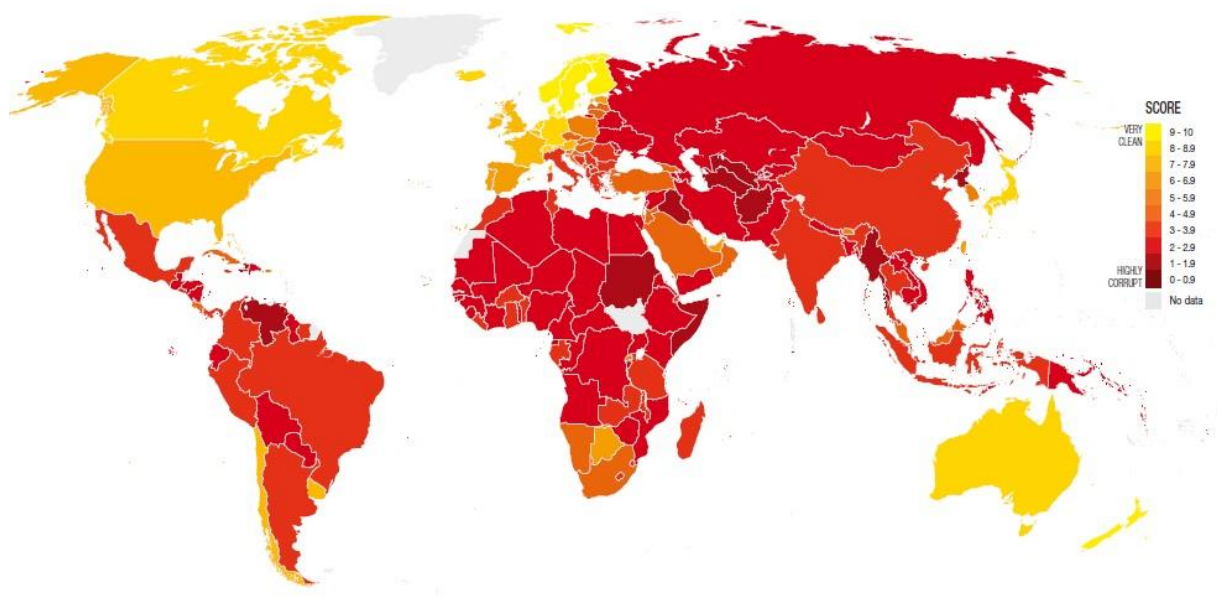 SCORE
VERY
CLEAN
9 - 10
8 - 8.9
7 - 7.9
6 - 6.9
5 - 5.9
4 - 4.9
3 - 3.9
2 - 2.9
1 - 1.9
HIGHLY
CORRUPT
0 - 0.9
No data